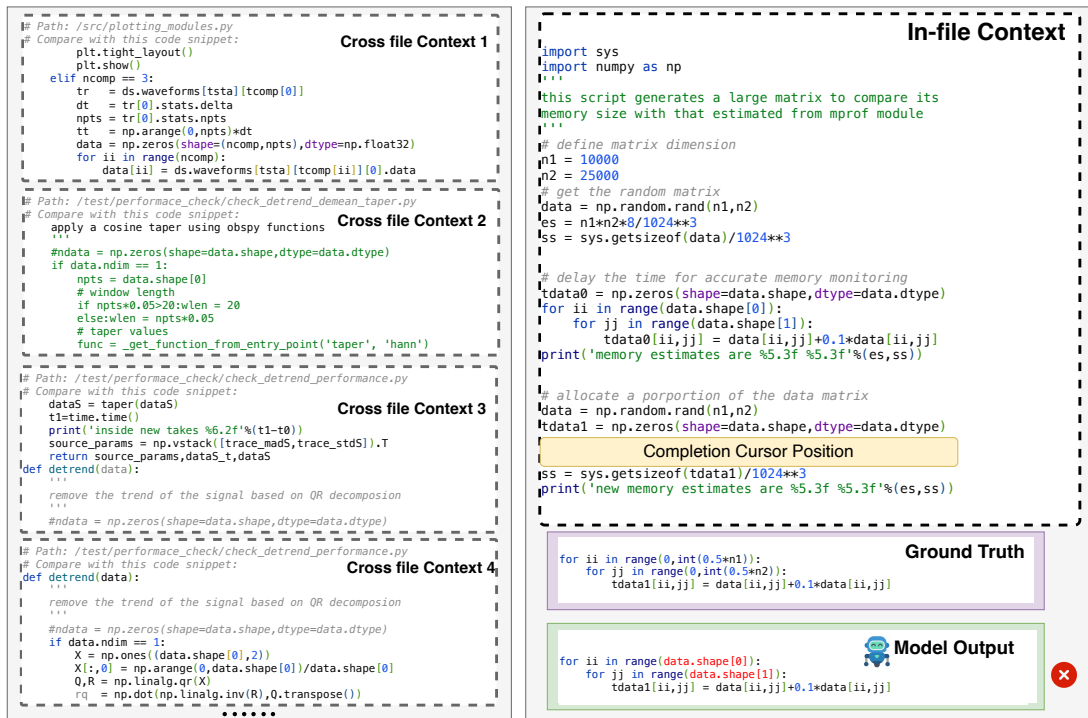 # Path: /src/plotting_modules.py
# Compare with this code snippet:
Cross file Context 1
        plt.tight_layout()
        plt.show()
    elif ncomp == 3:
        tr   = ds.waveforms[tsta][tcomp[0]]
        dt   = tr[0].stats.delta
        npts = tr[0].stats.npts
        tt   = np.arange(0,npts)*dt
        data = np.zeros(shape=(ncomp,npts),dtype=np.float32)
        for ii in range(ncomp):
            data[ii] = ds.waveforms[tsta][tcomp[ii]][0].data
# Path: /test/performace_check/check_detrend_demean_taper.py
# Compare with this code snippet:
Cross file Context 2
    apply a cosine taper using obspy functions
    '''
    #ndata = np.zeros(shape=data.shape,dtype=data.dtype)
    if data.ndim == 1:
        npts = data.shape[0]
        # window length
        if npts*0.05>20:wlen = 20
        else:wlen = npts*0.05
        # taper values
        func = _get_function_from_entry_point('taper', 'hann')
# Path: /test/performace_check/check_detrend_performance.py
# Compare with this code snippet:
Cross file Context 3
    dataS = taper(dataS)
    t1=time.time()
    print('inside new takes %6.2f'%(t1-t0))
    source_params = np.vstack([trace_madS,trace_stdS]).T
    return source_params,dataS_t,dataS
def detrend(data):
    '''
    remove the trend of the signal based on QR decomposion
    '''
    #ndata = np.zeros(shape=data.shape,dtype=data.dtype)
# Path: /test/performace_check/check_detrend_performance.py
# Compare with this code snippet:
Cross file Context 4
def detrend(data):
    '''
    remove the trend of the signal based on QR decomposion
    '''
    #ndata = np.zeros(shape=data.shape,dtype=data.dtype)
    if data.ndim == 1:
        X = np.ones((data.shape[0],2))
        X[:,0] = np.arange(0,data.shape[0])/data.shape[0]
        Q,R = np.linalg.qr(X)
        rq  = np.dot(np.linalg.inv(R),Q.transpose())
......
In-file Context
import sys
import numpy as np
'''
this script generates a large matrix to compare its
memory size with that estimated from mprof module
'''
# define matrix dimension
n1 = 10000
n2 = 25000
# get the random matrix
data = np.random.rand(n1,n2)
es = n1*n2*8/1024**3
ss = sys.getsizeof(data)/1024**3
# delay the time for accurate memory monitoring
tdata0 = np.zeros(shape=data.shape,dtype=data.dtype)
for ii in range(data.shape[0]):
    for jj in range(data.shape[1]):
        tdata0[ii,jj] = data[ii,jj]+0.1*data[ii,jj]
print('memory estimates are %5.3f %5.3f'%(es,ss))
# allocate a porportion of the data matrix
data = np.random.rand(n1,n2)
tdata1 = np.zeros(shape=data.shape,dtype=data.dtype)
Completion Cursor Position
ss = sys.getsizeof(tdata1)/1024**3
print('new memory estimates are %5.3f %5.3f'%(es,ss))
Ground Truth
for ii in range(0,int(0.5*n1)):
    for jj in range(0,int(0.5*n2)):
        tdata1[ii,jj] = data[ii,jj]+0.1*data[ii,jj]
Model Output
for ii in range(data.shape[0]):
    for jj in range(data.shape[1]):
        tdata1[ii,jj] = data[ii,jj]+0.1*data[ii,jj]